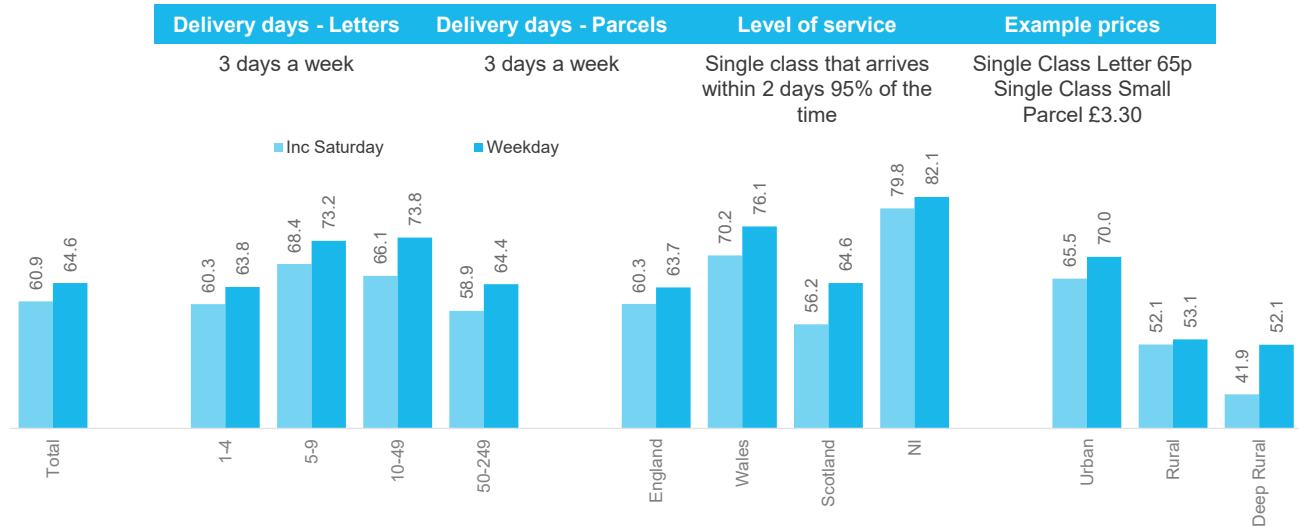 Delivery days - Letters Delivery days - Parcels Level of service Example prices
3 days a week 3 days a week Single class that arrives Single Class Letter 65p
within 2 days 95% of the Single Class Small
time Parcel £3.30
Inc Saturday Weekday
60.9 64.6 60.3 63.8 68.4 73.2 66.1 73.8 58.9 64.4 60.3 63.7 70.2 76.1 56.2 64.6 79.8 82.1 65.5 70.0 52.1 53.1 41.9 52.1
Total 1-4 5-9 10-49 50-249 England Wales Scotland NI Urban Rural Deep Rural